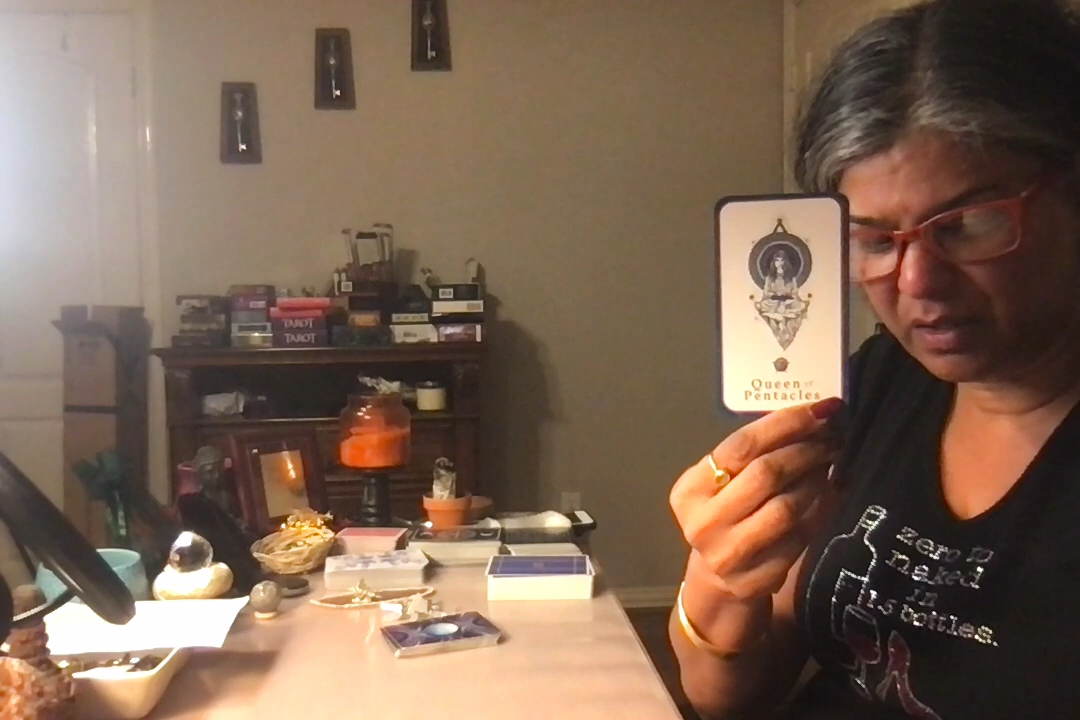 TAROT
TAROT
Queen of
Pentacles
zero to
naked
in
1.5 bottles.